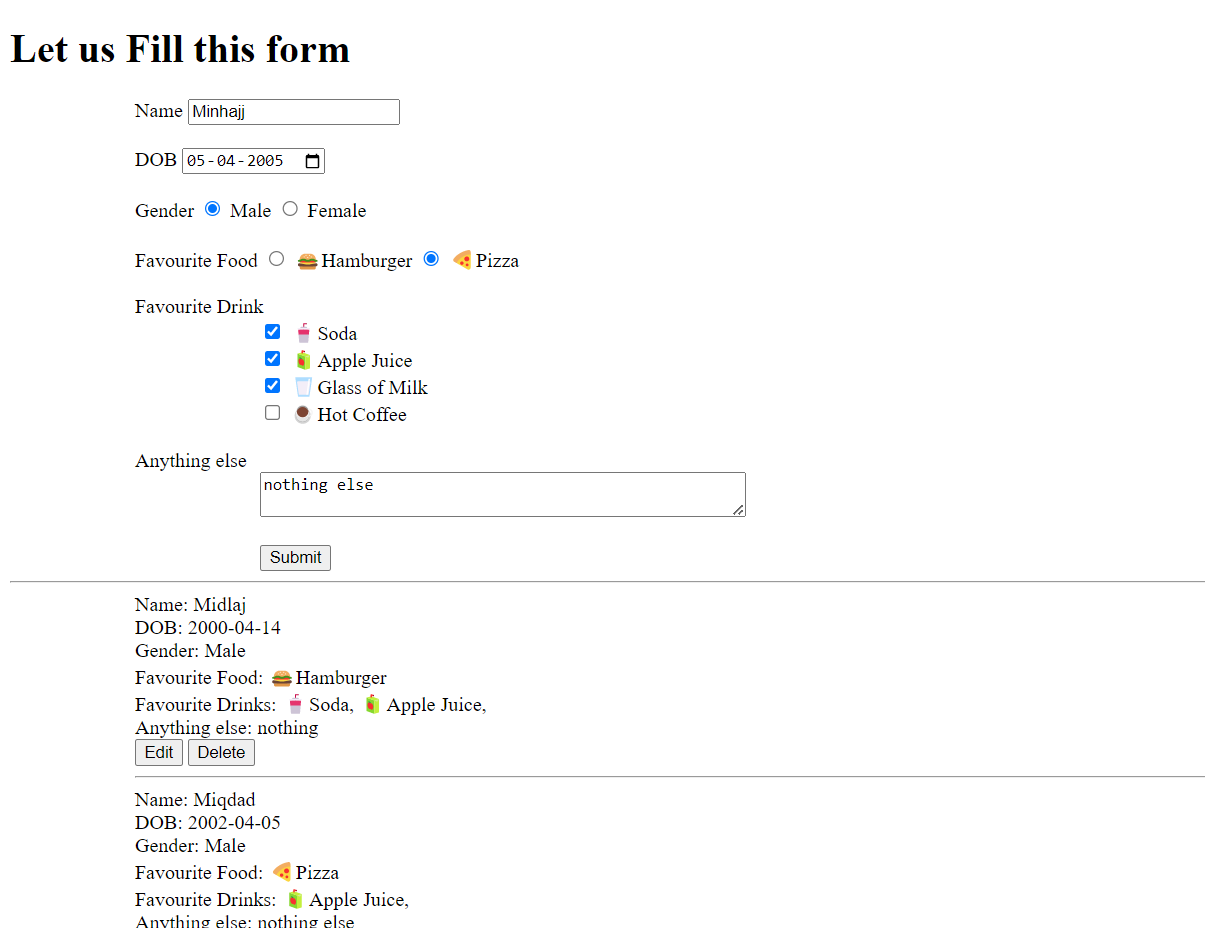 Let us Fill this form
Name Minhajj
DOB 05-04-2005
Gender Male Female
Favourite Food 🍔Hamburger 🍕Pizza
Favourite Drink
🥤Soda
🧃Apple Juice
🥛Glass of Milk
☕Hot Coffee
Anything else
nothing else
Submit
Name: Midlaj
DOB: 2000-04-14
Gender: Male
Favourite Food: 🍔Hamburger
Favourite Drinks: 🥤Soda, 🧃Apple Juice,
Anything else: nothing
Edit Delete
Name: Miqdad
DOB: 2002-04-05
Gender: Male
Favourite Food: 🍕Pizza
Favourite Drinks: 🧃Apple Juice,
Anything else: nothing else